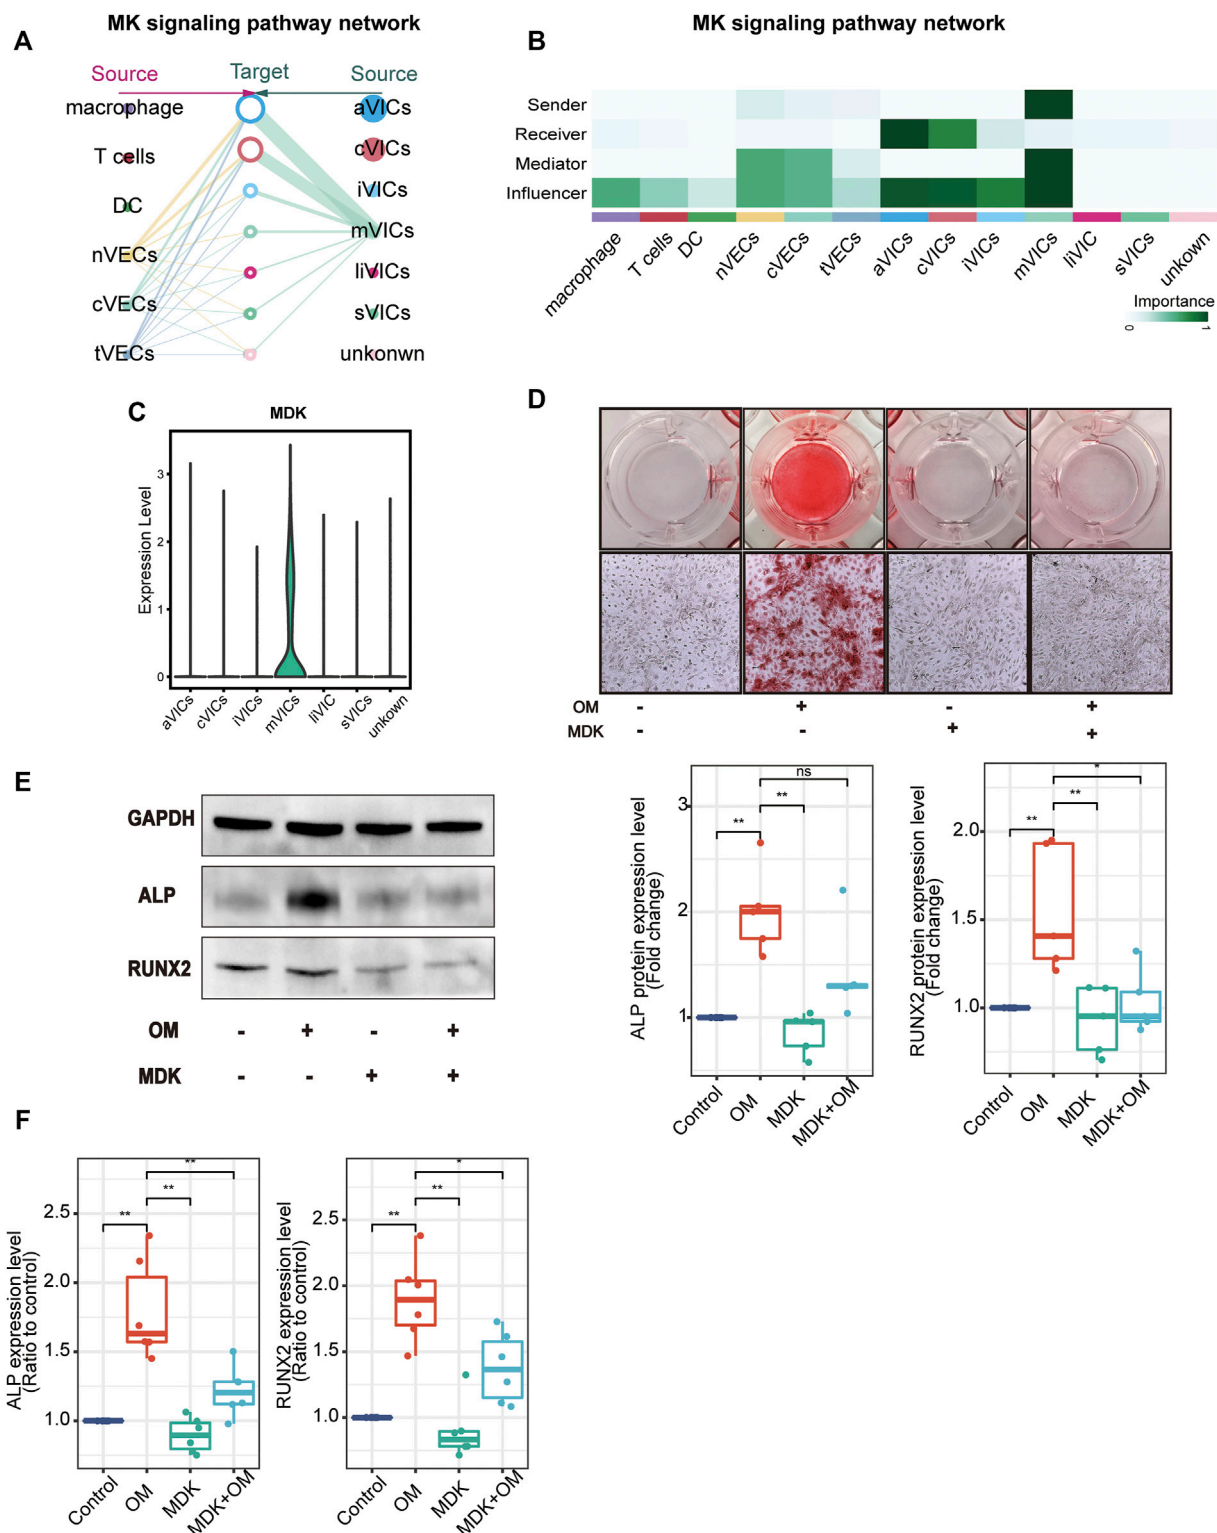 MK signaling pathway network
MK signaling pathway network
A
Source
Target
Source
macrophage
aVICs
T cells
cVICs
DC
iVICs
nVECs
mVICs
cVECs
liVICs
tVECs
sVICs
unkonwn
B
Sender
Receiver
Mediator
Influencer
macrophage
T cells
DC
nVECs
cVECs
tVECs
aVICs
cVICs
iVICs
mVICs
liVIC
sVICs
unkown
Importance
0
1
C
MDK
Expression Level
3
2
1
0
aVICs
cVICs
iVICs
mVICs
liVIC
sVICs
unkown
D
OM - + - +
MDK - - + +
E
GAPDH
ALP
RUNX2
OM - + - +
MDK - - + +
ALP protein expression level
(Fold change)
3
2
1
ns
**
**
Control
OM
MDK
MDK+OM
RUNX2 protein expression level
(Fold change)
2.0
1.5
1.0
*
**
**
Control
OM
MDK
MDK+OM
F
ALP expression level
(Ratio to control)
2.5
2.0
1.5
1.0
**
**
**
Control
OM
MDK
MDK+OM
RUNX2 expression level
(Ratio to control)
2.5
2.0
1.5
1.0
*
**
**
Control
OM
MDK
MDK+OM